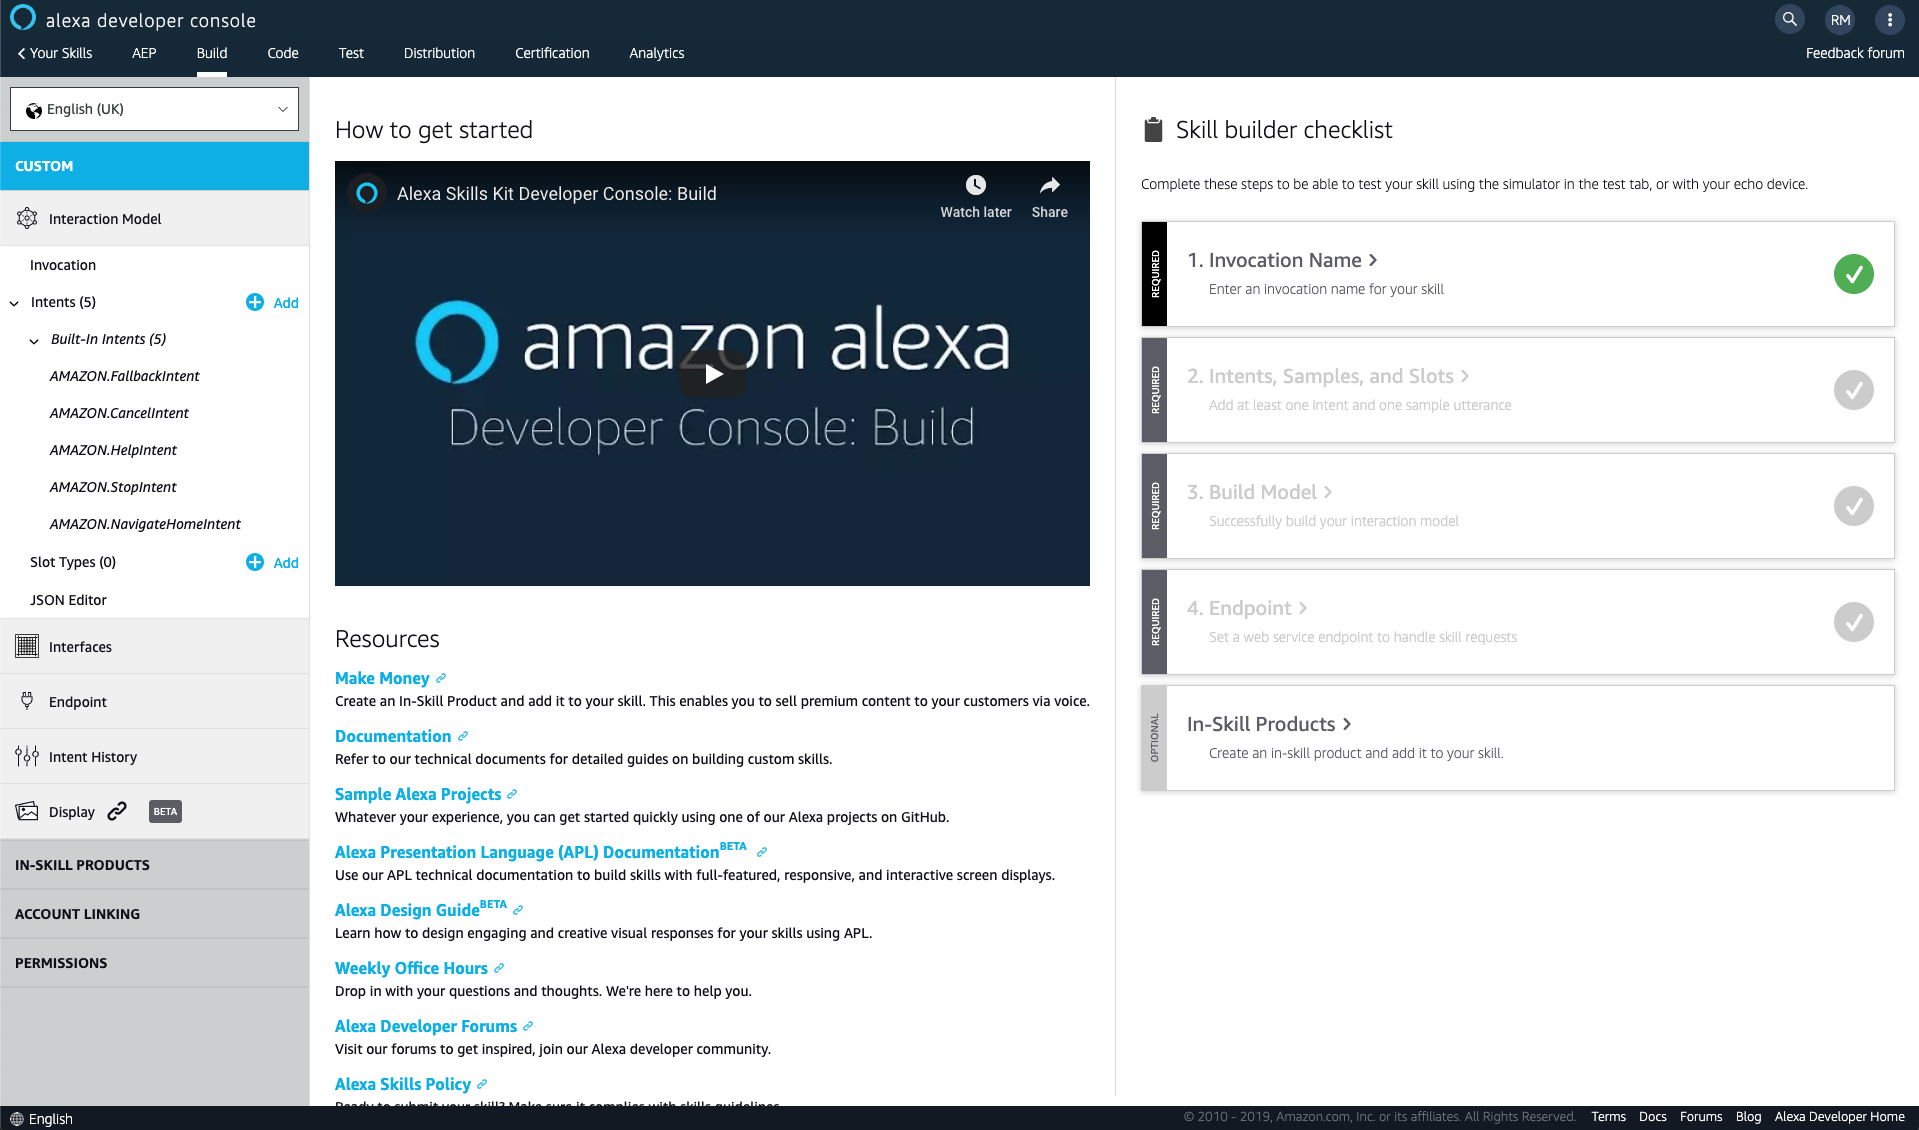 alexa developer console
RM
Your Skills
AEP
Build
Code
Test
Distribution
Certification
Analytics
Feedback forum
English (UK)
CUSTOM
Interaction Model
Invocation
Intents (5)
Add
Built-In Intents (5)
AMAZON.FallbackIntent
AMAZON.CancelIntent
AMAZON.HelpIntent
AMAZON.StopIntent
AMAZON.NavigateHomeIntent
Slot Types (0)
Add
JSON Editor
Interfaces
Endpoint
Intent History
Display
BETA
IN-SKILL PRODUCTS
ACCOUNT LINKING
PERMISSIONS
How to get started
Alexa Skills Kit Developer Console: Build
Watch later
Share
amazon alexa
Developer Console: Build
Resources
Make Money
Create an In-Skill Product and add it to your skill. This enables you to sell premium content to your customers via voice.
Documentation
Refer to our technical documents for detailed guides on building custom skills.
Sample Alexa Projects
Whatever your experience, you can get started quickly using one of our Alexa projects on GitHub.
Alexa Presentation Language (APL) Documentation BETA
Use our APL technical documentation to build skills with full-featured, responsive, and interactive screen displays.
Alexa Design Guide BETA
Learn how to design engaging and creative visual responses for your skills using APL.
Weekly Office Hours
Drop in with your questions and thoughts. We're here to help you.
Alexa Developer Forums
Visit our forums to get inspired, join our Alexa developer community.
Alexa Skills Policy
Ready to submit your skill? Make sure it complies with skills guidelines
Skill builder checklist
Complete these steps to be able to test your skill using the simulator in the test tab, or with your echo device.
REQUIRED
1. Invocation Name
Enter an invocation name for your skill
REQUIRED
2. Intents, Samples, and Slots
Add at least one intent and one sample utterance
REQUIRED
3. Build Model
Successfully build your interaction model
REQUIRED
4. Endpoint
Set a web service endpoint to handle skill requests
OPTIONAL
In-Skill Products
Create an in-skill product and add it to your skill.
English
© 2010 - 2019, Amazon.com, Inc. or its affiliates. All Rights Reserved.
Terms
Docs
Forums
Blog
Alexa Developer Home